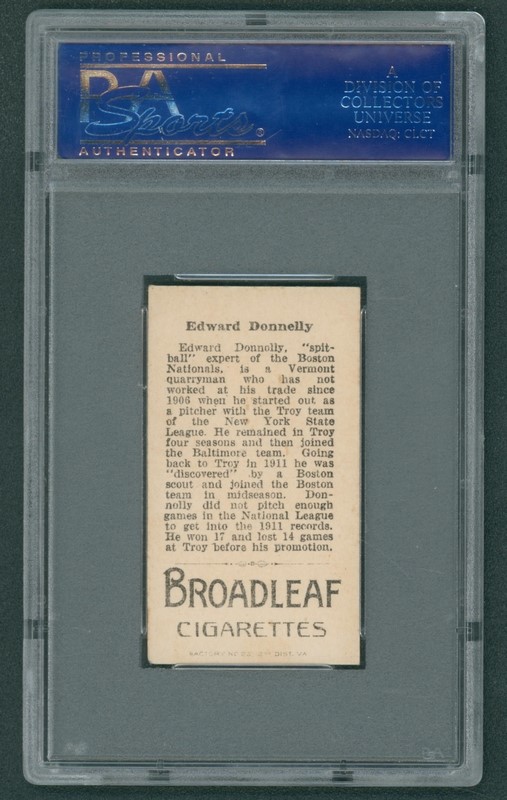 PROFESSIONAL
PSA
Sports
AUTHENTICATOR
A
DIVISION OF
COLLECTORS
UNIVERSE
NASDAQ: CLCT
Edward Donnelly
Edward Donnolly, "spit-
ball" expert of the Boston
Nationals, is a Vermont
quarryman who has not
worked at his trade since
1906 when he started out as
a pitcher with the Troy team
of the New York State
League. He remained in Troy
four seasons and then joined
the Baltimore team. Going
back to Troy in 1911 he was
"discovered" by a Boston
scout and joined the Boston
team in midseason. Don-
nolly did not pitch enough
games in the National League
to get into the 1911 records.
He won 17 and lost 14 games
at Troy before his promotion.
BROADLEAF
CIGARETTES
DIST. VA.